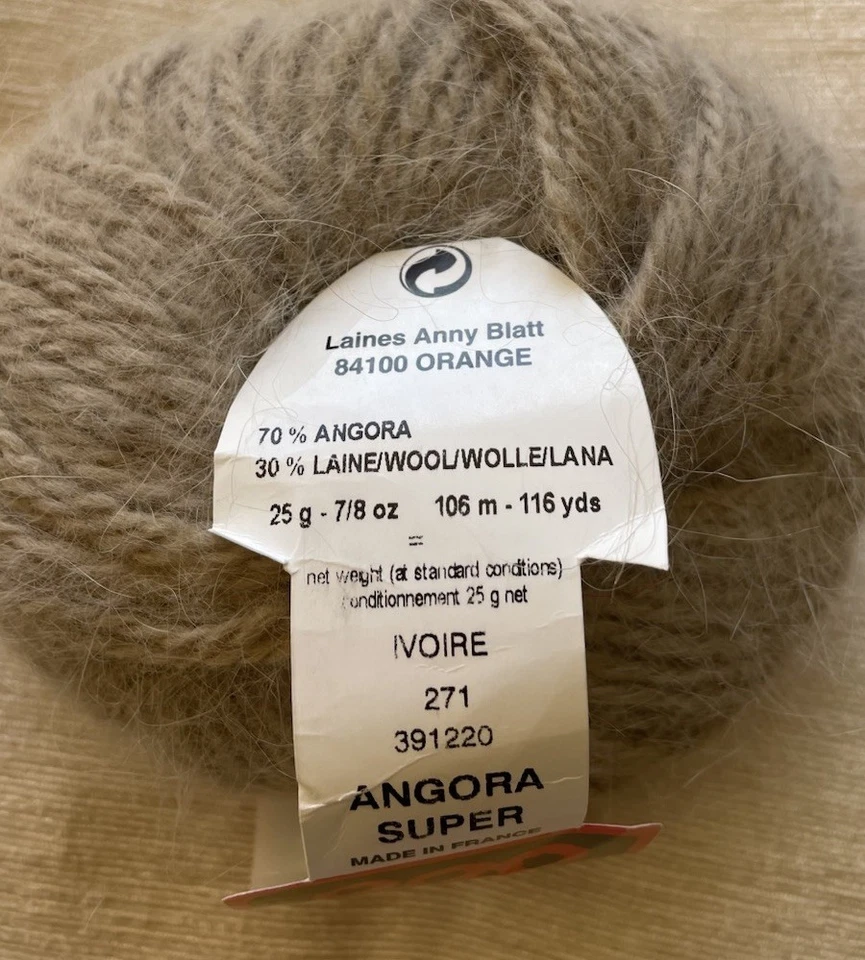 Laines Anny Blatt
84100 ORANGE
70 % ANGORA
30 % LAINE/WOOL/WOLLE/LANA
25 g - 7/8 oz 106 m - 116 yds
=
net weight (at standard conditions)
conditionnement 25 g net
IVOIRE
271
391220
ANGORA
SUPER
MADE IN FRANCE